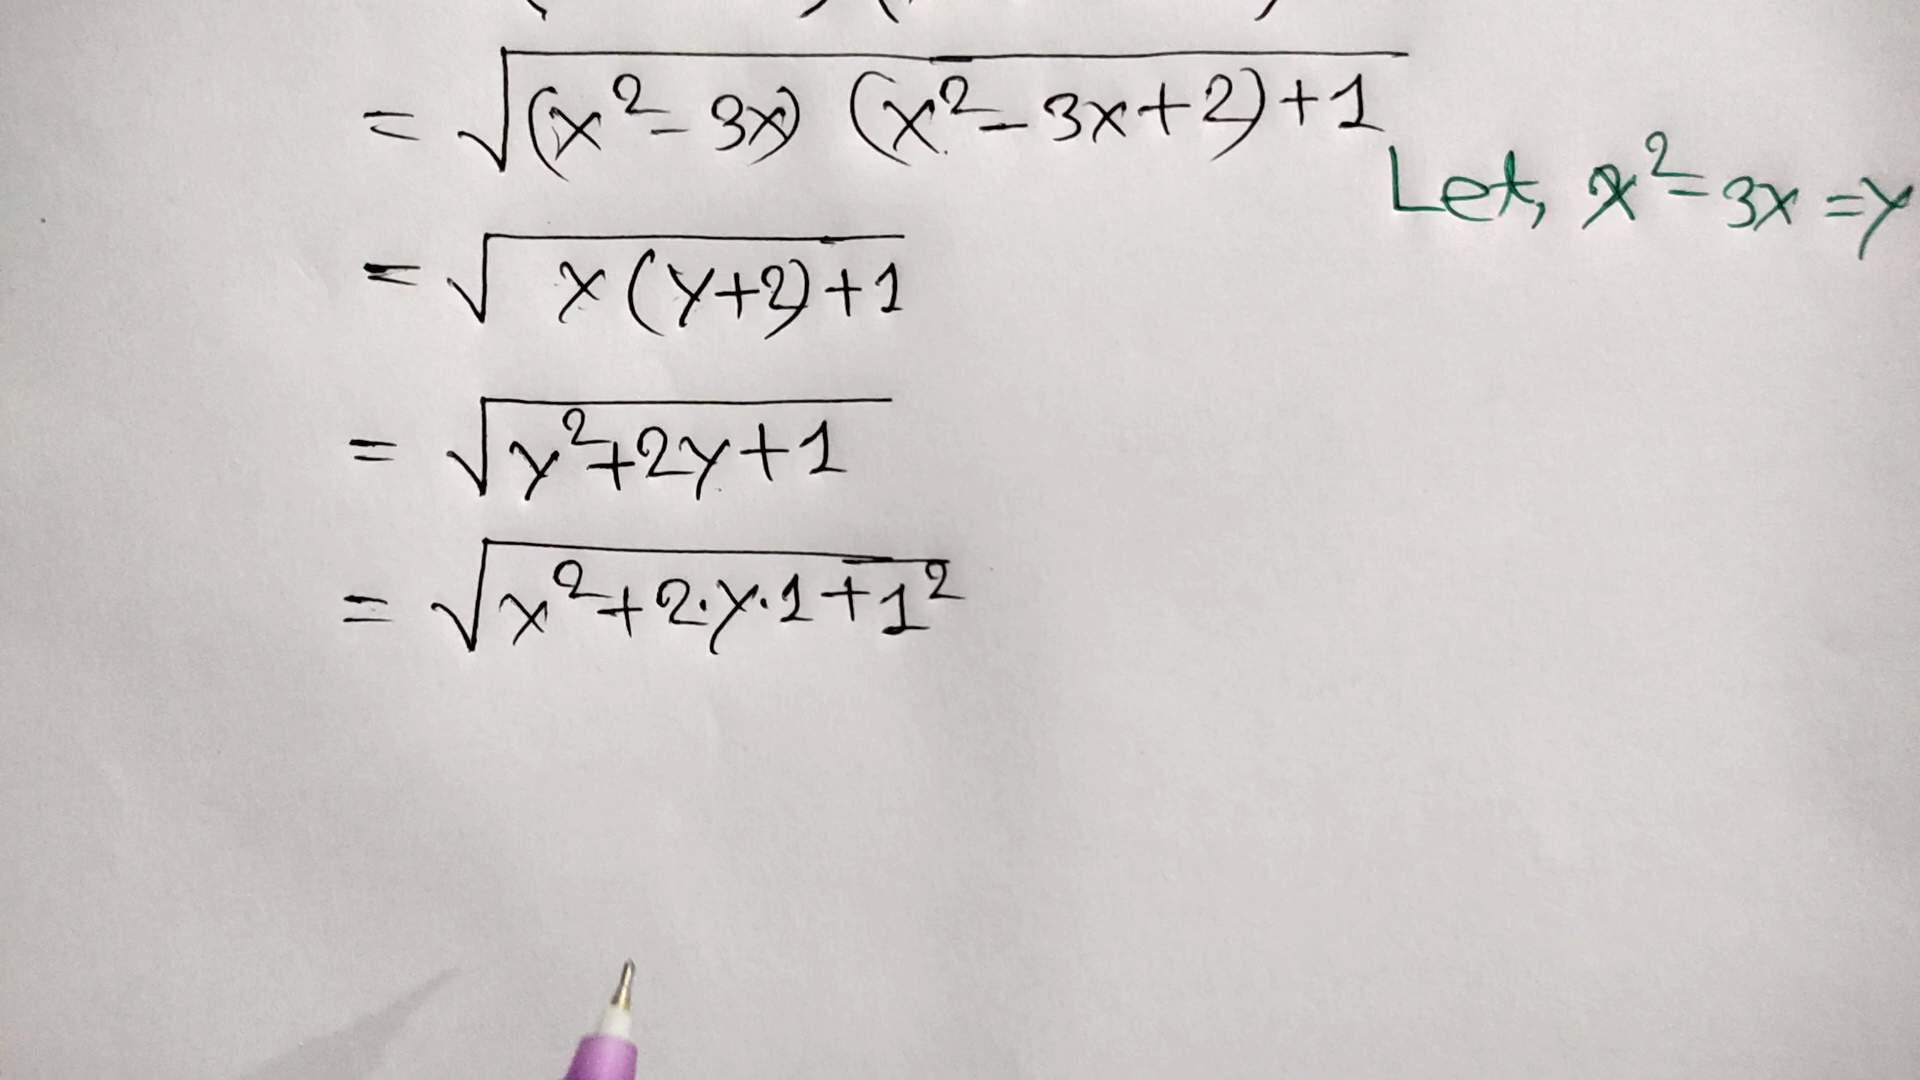 = √(x²-3x) (x²-3x+2)+1
Let, x²-3x=y
= √x(y+2)+1
= √y²+2y+1
= √x²+2·y·1+1²